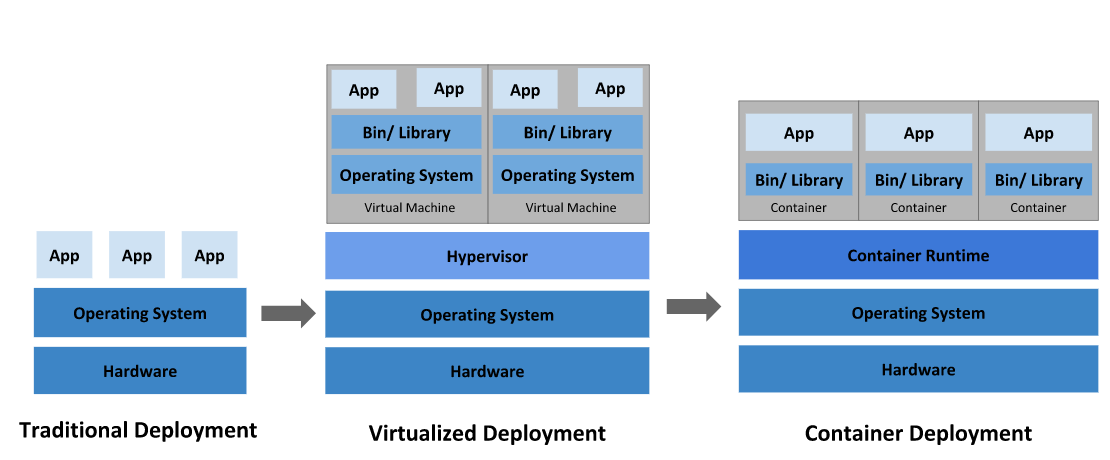 App App App
Operating System
Hardware
Traditional Deployment
App App App App
Bin/ Library Bin/ Library
Operating System Operating System
Virtual Machine Virtual Machine
Hypervisor
Operating System
Hardware
Virtualized Deployment
App App App
Bin/ Library Bin/ Library Bin/ Library
Container Container Container
Container Runtime
Operating System
Hardware
Container Deployment